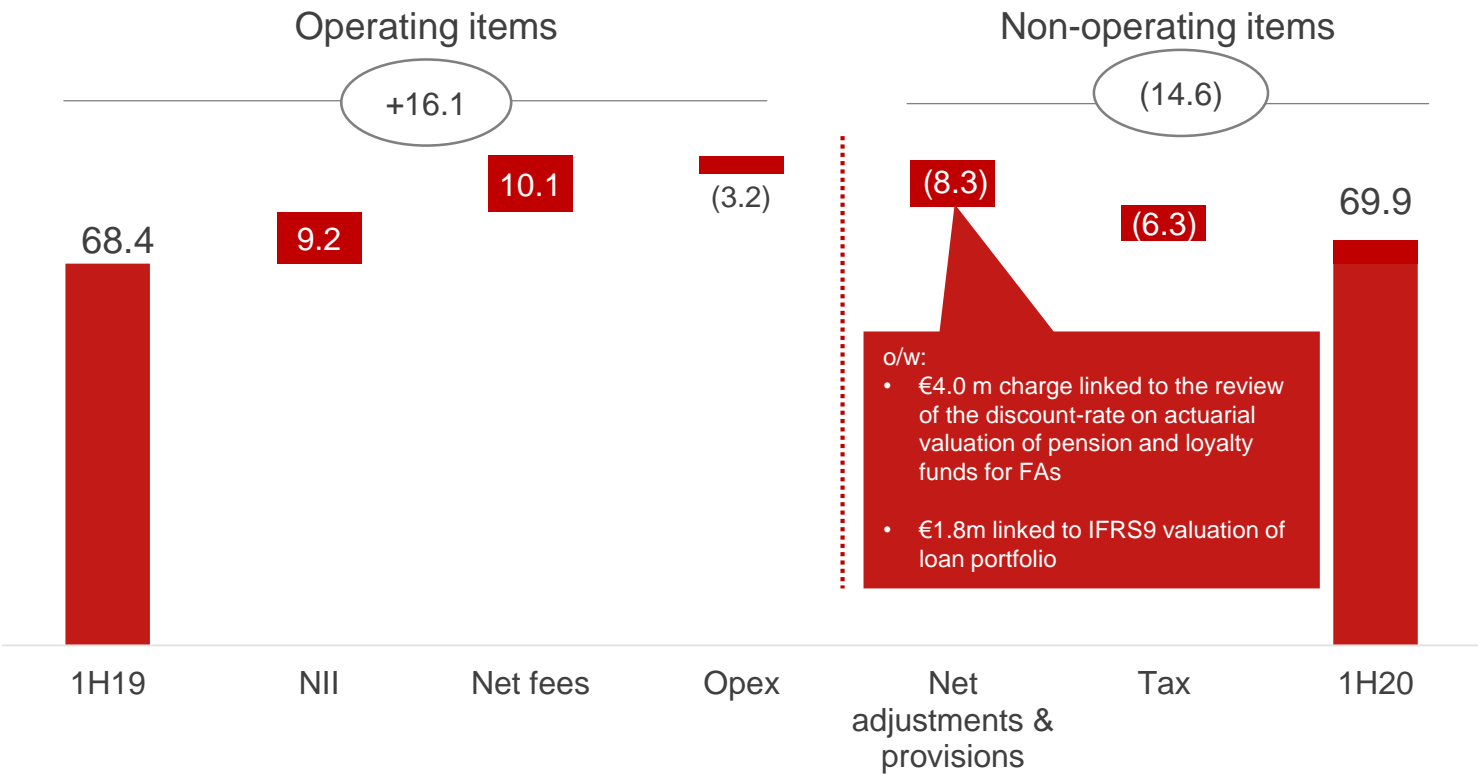 Operating items
Non-operating items
+16.1
(14.6)
68.4
9.2
10.1
(3.2)
(8.3)
(6.3)
69.9
o/w:
• €4.0 m charge linked to the review
of the discount-rate on actuarial
valuation of pension and loyalty
funds for FAs
• €1.8m linked to IFRS9 valuation of
loan portfolio
1H19
NII
Net fees
Opex
Net
adjustments &
provisions
Tax
1H20